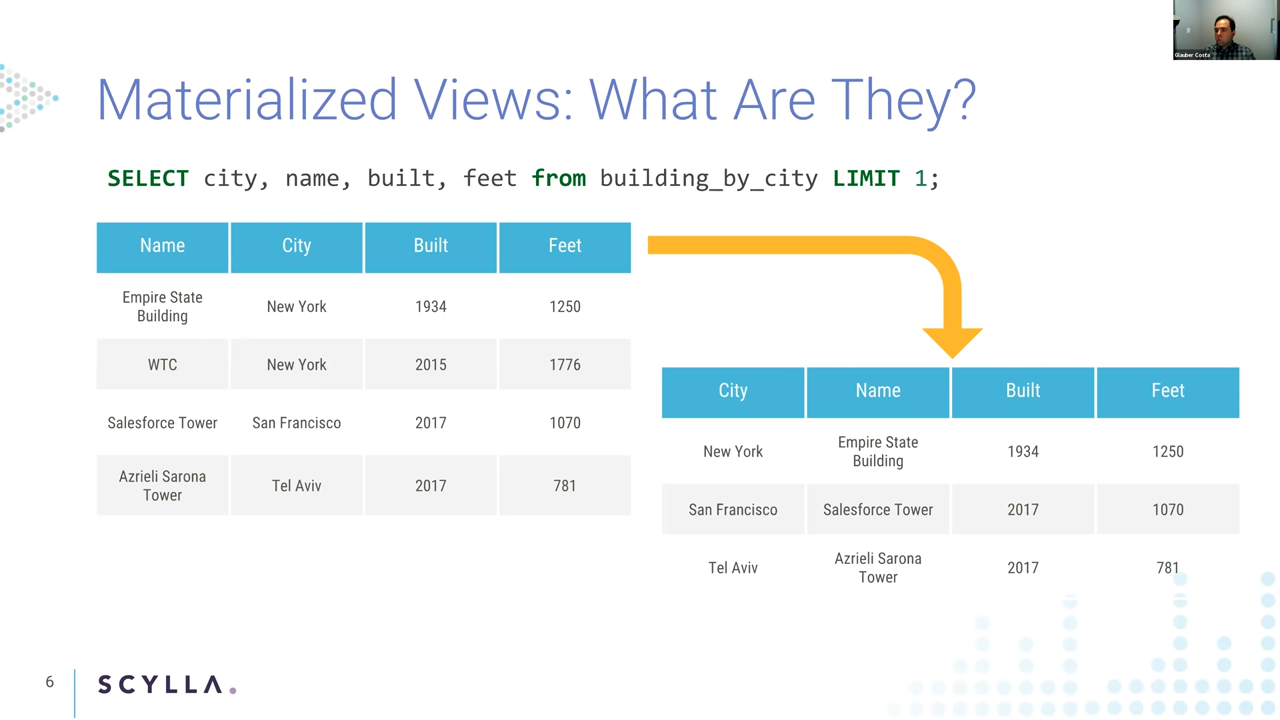 Glauber Costa
Materialized Views: What Are They?
SELECT city, name, built, feet from building_by_city LIMIT 1;
Name City Built Feet
Empire State
Building
New York 1934 1250
WTC New York 2015 1776
Salesforce Tower San Francisco 2017 1070
Azrieli Sarona
Tower
Tel Aviv 2017 781
City Name Built Feet
New York
Empire State
Building
1934 1250
San Francisco Salesforce Tower 2017 1070
Tel Aviv
Azrieli Sarona
Tower
2017 781
6
SCYLLA.